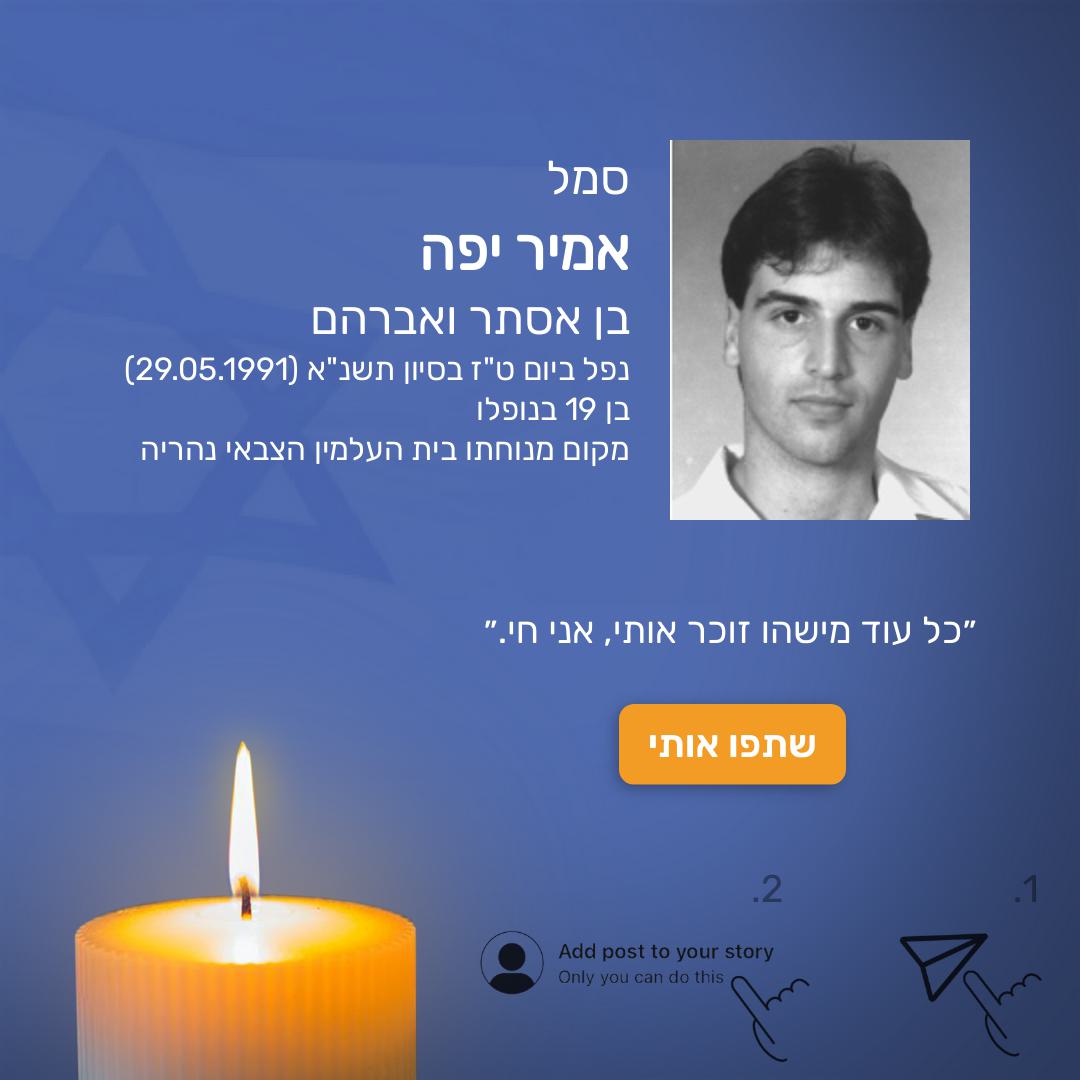 סמל
אמיר יפה
בן אסתר ואברהם
נפל ביום ט"ז בסיון תשנ"א (29.05.1991)
בן 19 בנופלו
מקום מנוחתו בית העלמין הצבאי נהריה
״כל עוד מישהו זוכר אותי, אני חי.״
שתפו אותי
.1
.2
Add post to your story
Only you can do this